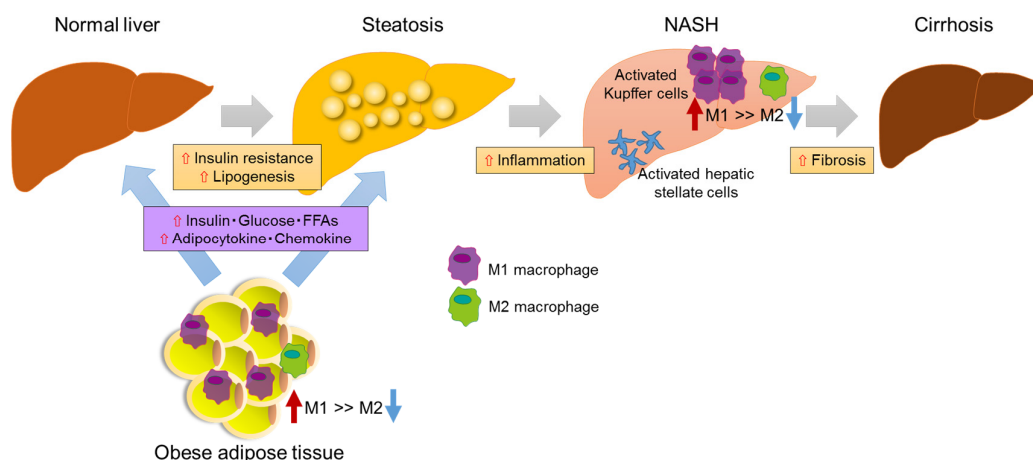 Normal liver
Steatosis
NASH
Cirrhosis
Activated
Kupffer cells
M1 >> M2
Activated hepatic
stellate cells
⇧ Insulin resistance
⇧ Lipogenesis
⇧ Inflammation
⇧ Fibrosis
⇧ Insulin・Glucose・FFAs
⇧ Adipocytokine・Chemokine
M1 macrophage
M2 macrophage
M1 >> M2
Obese adipose tissue